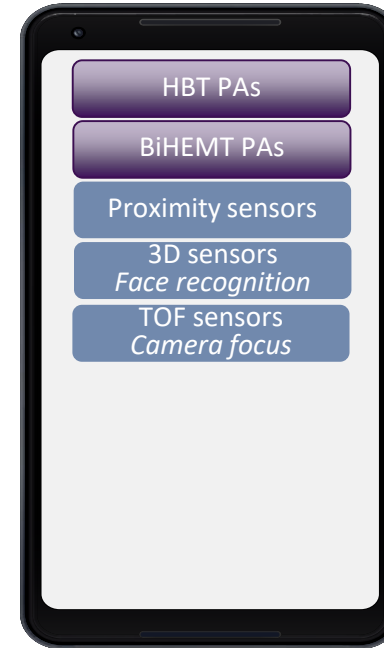 HBT PAs
BiHEMT PAs
Proximity sensors
3D sensors
Face recognition
TOF sensors
Camera focus